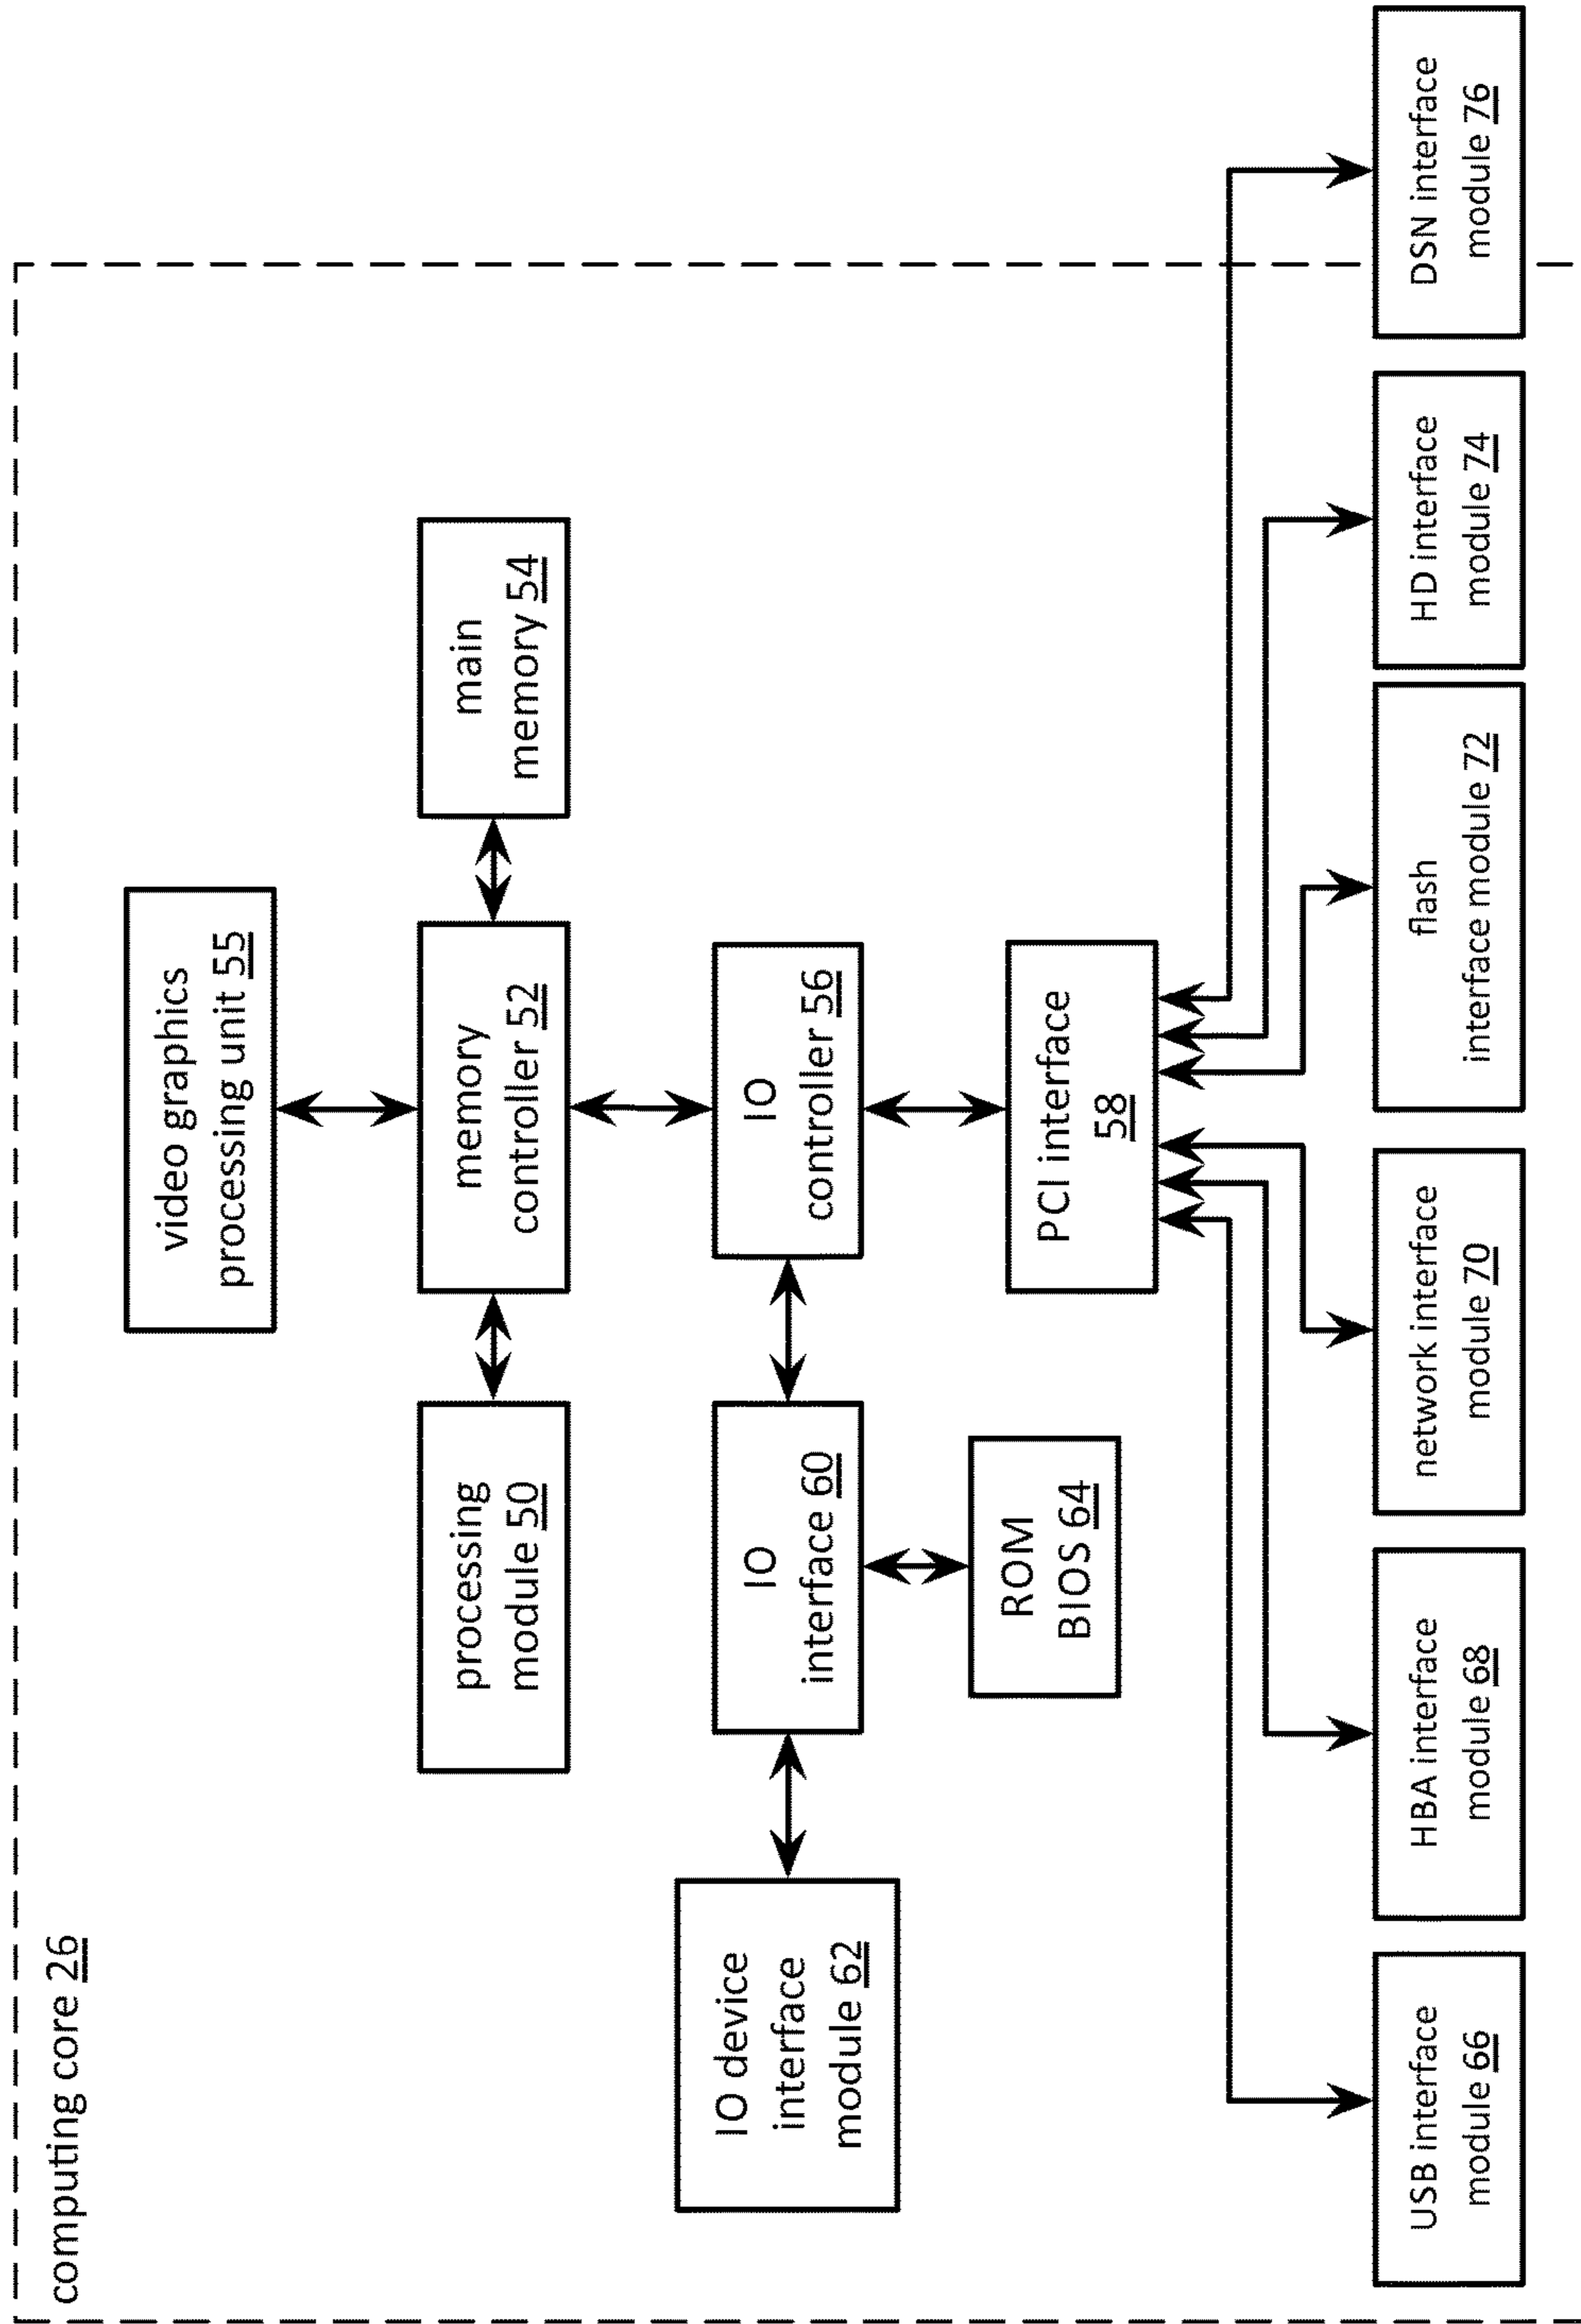 computing core 26
video graphics
processing unit 55
processing
module 50
memory
controller 52
main
memory 54
IO device
interface
module 62
IO
interface 60
IO
controller 56
ROM
BIOS 64
PCI interface
58
USB interface
module 66
HBA interface
module 68
network interface
module 70
flash
interface module 72
HD interface
module 74
DSN interface
module 76